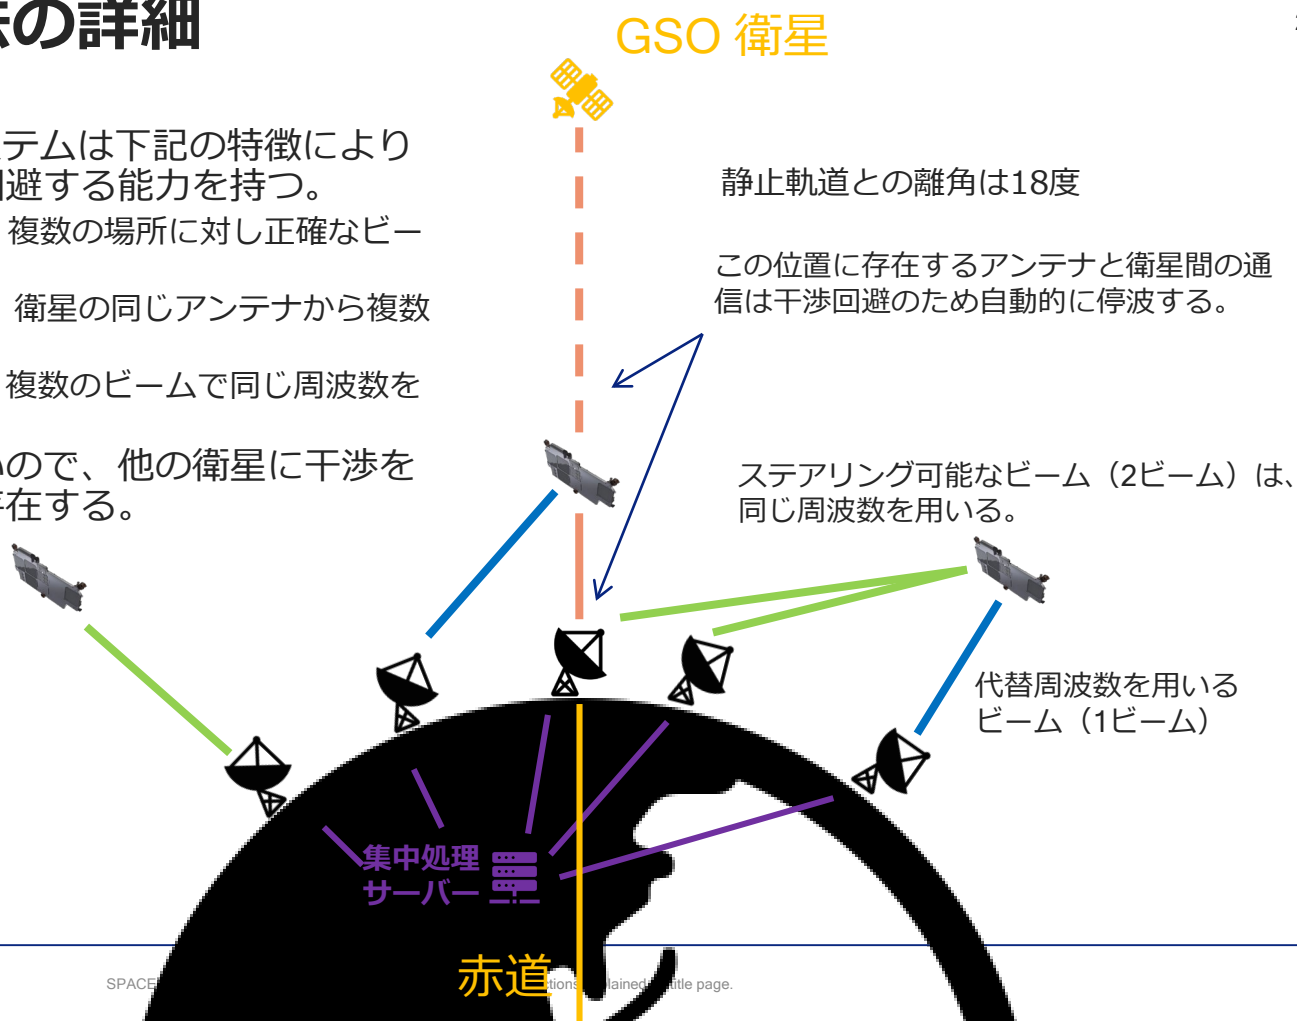 の詳細
GSO 衛星
テムは下記の特徴により
避する能力を持つ。
複数の場所に対し正確なビー
衛星の同じアンテナから複数
複数のビームで同じ周波数を
ので、他の衛星に干渉を
在する。
静止軌道との離角は18度
この位置に存在するアンテナと衛星間の通
信は干渉回避のため自動的に停波する。
ステアリング可能なビーム（2ビーム）は、
同じ周波数を用いる。
代替周波数を用いる
ビーム（1ビーム）
集中処理
サーバー
赤道
SPACE
title page.